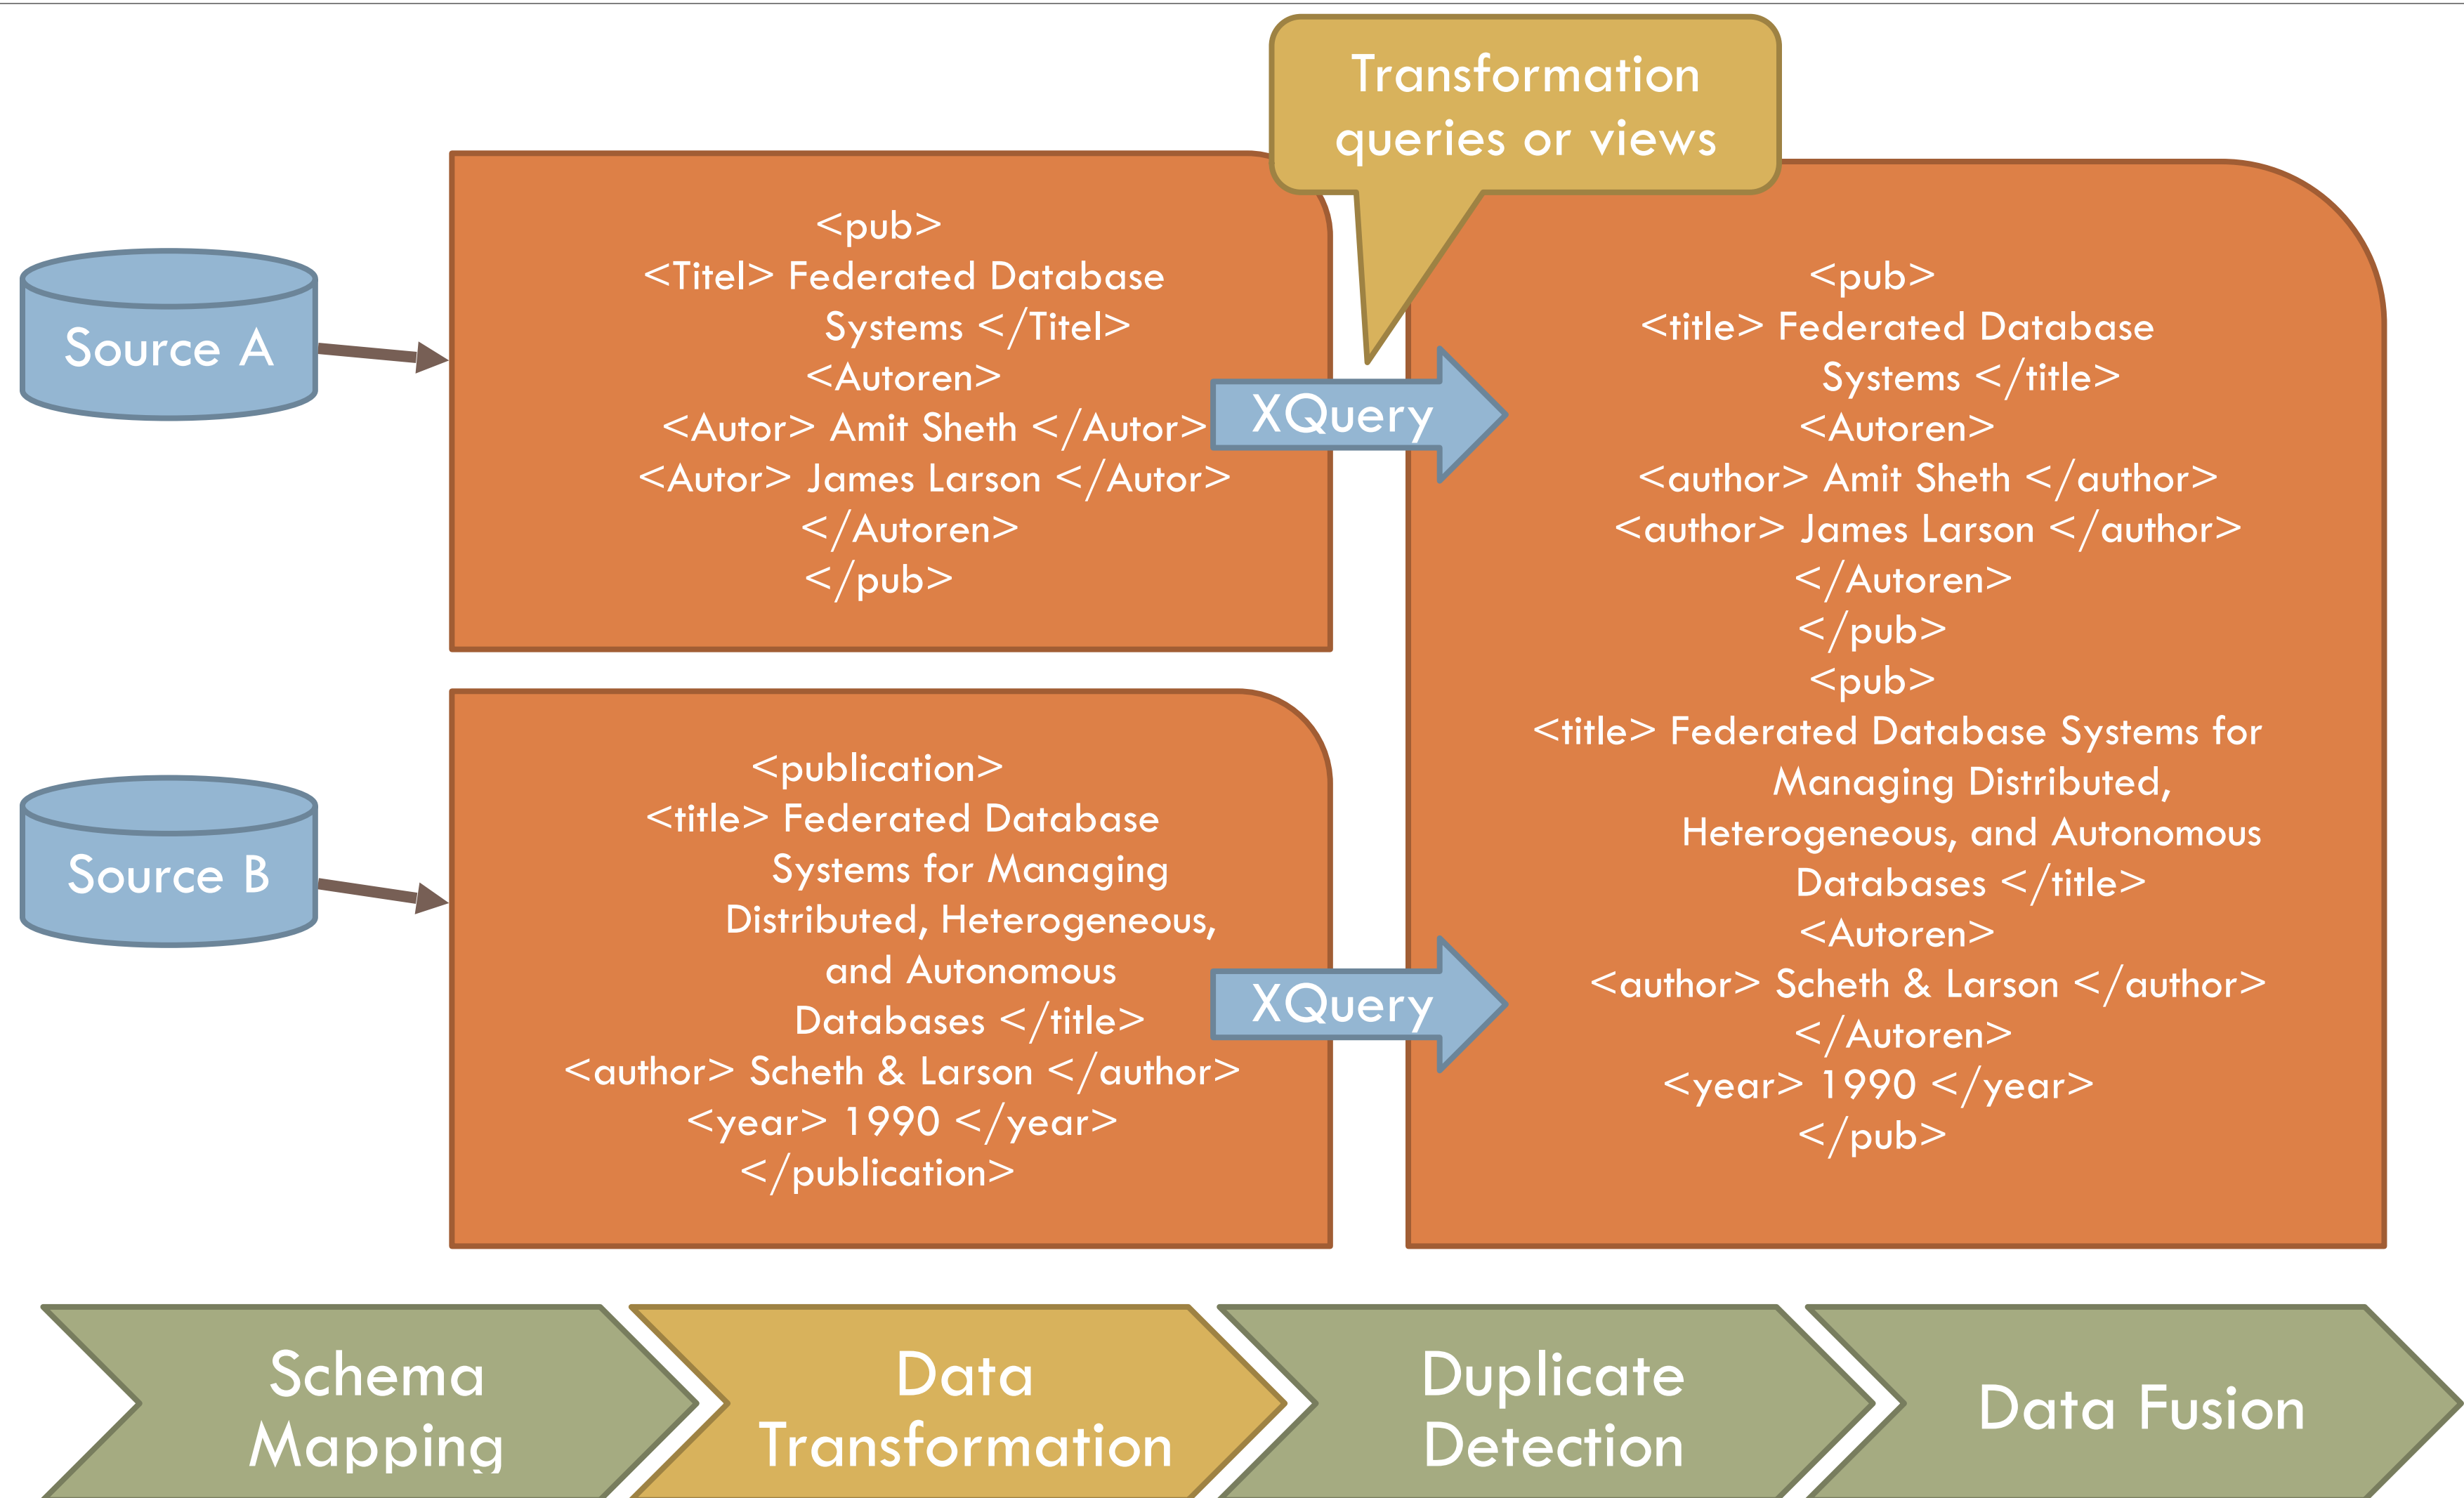 Transformation
queries or views
Source A
<pub>
<Titel> Federated Database
Systems </Titel>
<Autoren>
<Autor> Amit Sheth </Autor>
<Autor> James Larson </Autor>
</Autoren>
</pub>
XQuery
Source B
<publication>
<title> Federated Database
Systems for Managing
Distributed, Heterogeneous,
and Autonomous
Databases </title>
<author> Scheth & Larson </author>
<year> 1990 </year>
</publication>
XQuery
<pub>
<title> Federated Database
Systems </title>
<Autoren>
<author> Amit Sheth </author>
<author> James Larson </author>
</Autoren>
</pub>
<pub>
<title> Federated Database Systems for
Managing Distributed,
Heterogeneous, and Autonomous
Databases </title>
<Autoren>
<author> Scheth & Larson </author>
</Autoren>
<year> 1990 </year>
</pub>
Schema
Mapping
Data
Transformation
Duplicate
Detection
Data Fusion